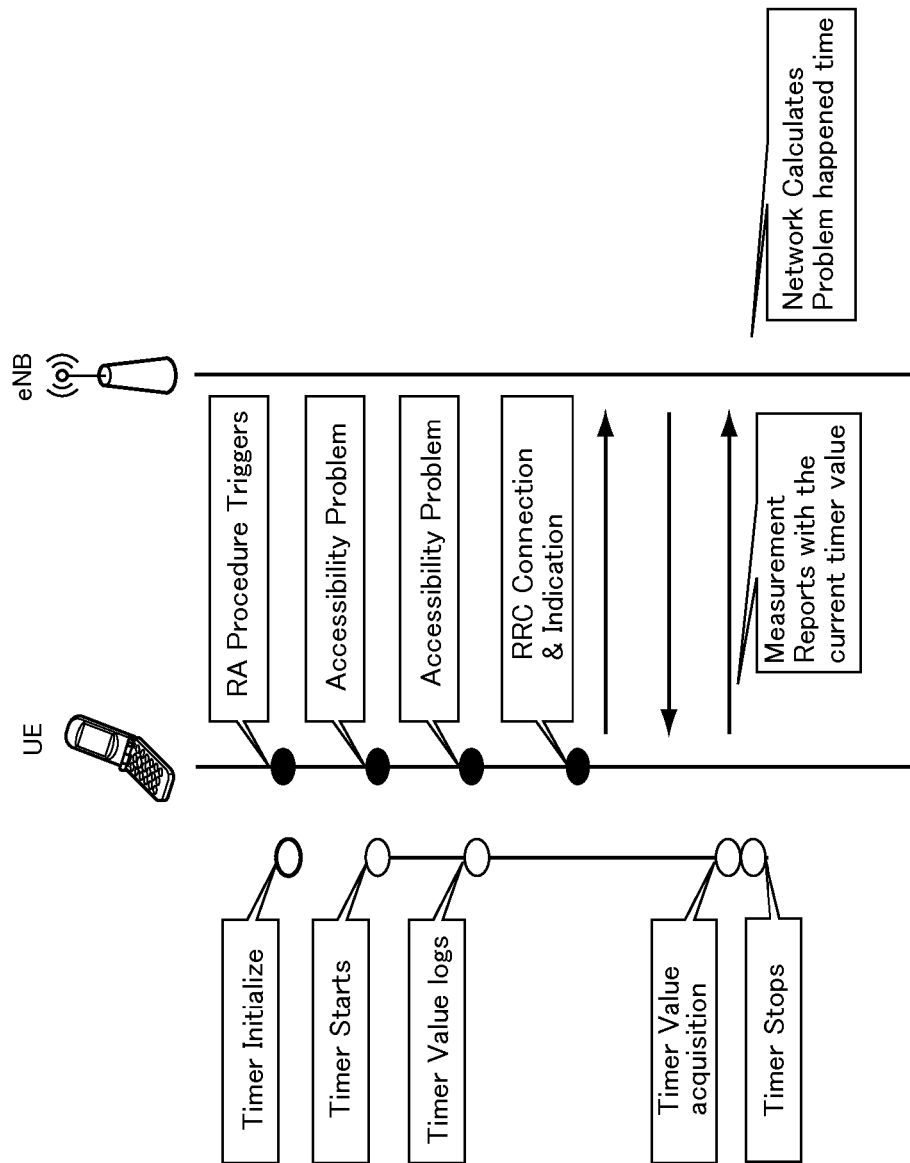 UE
eNB
Timer Initialize
RA Procedure Triggers
Timer Starts
Accessibility Problem
Timer Value logs
Accessibility Problem
RRC Connection
& Indication
Timer Value
acquisition
Timer Stops
Measurement
Reports with the
current timer value
Network Calculates
Problem happened time